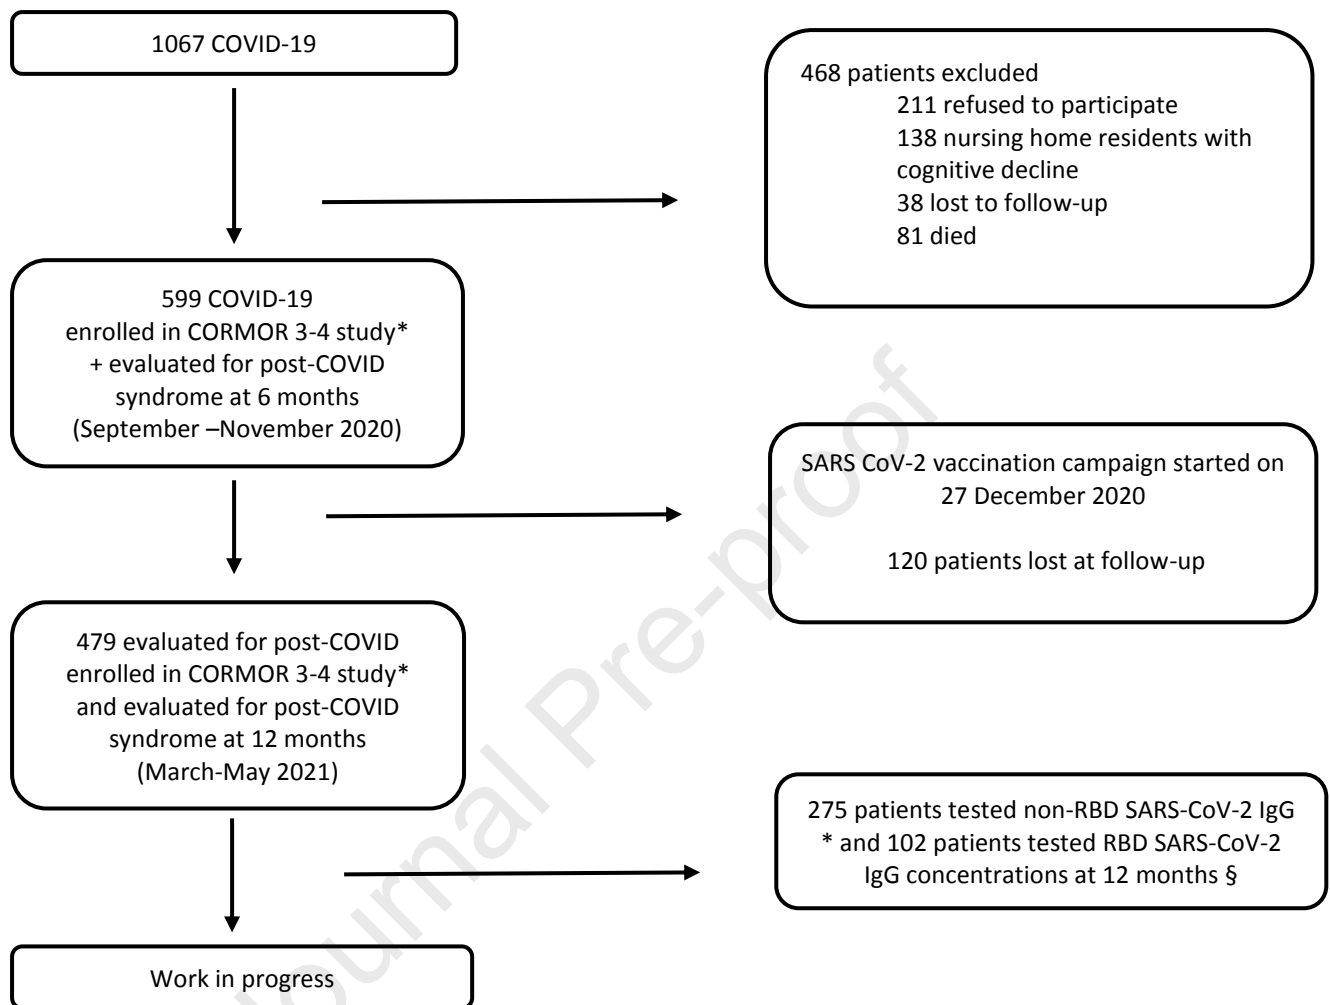 1067 COVID-19
468 patients excluded
211 refused to participate
138 nursing home residents with
cognitive decline
38 lost to follow-up
81 died
599 COVID-19
enrolled in CORMOR 3-4 study*
+ evaluated for post-COVID
syndrome at 6 months
(September –November 2020)
SARS CoV-2 vaccination campaign started on
27 December 2020
120 patients lost at follow-up
479 evaluated for post-COVID
enrolled in CORMOR 3-4 study*
and evaluated for post-COVID
syndrome at 12 months
(March-May 2021)
275 patients tested non-RBD SARS-CoV-2 IgG
* and 102 patients tested RBD SARS-CoV-2
IgG concentrations at 12 months §
Work in progress
Journal Pre-proof